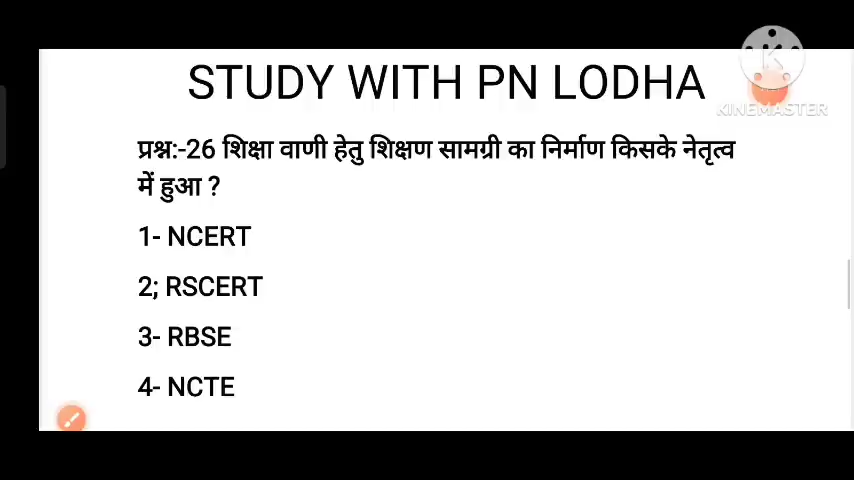 STUDY WITH PN LODHA
K
KINEMASTER
प्रश्न:-26 शिक्षा वाणी हेतु शिक्षण सामग्री का निर्माण किसके नेतृत्व
में हुआ ?
1- NCERT
2; RSCERT
3- RBSE
4- NCTE